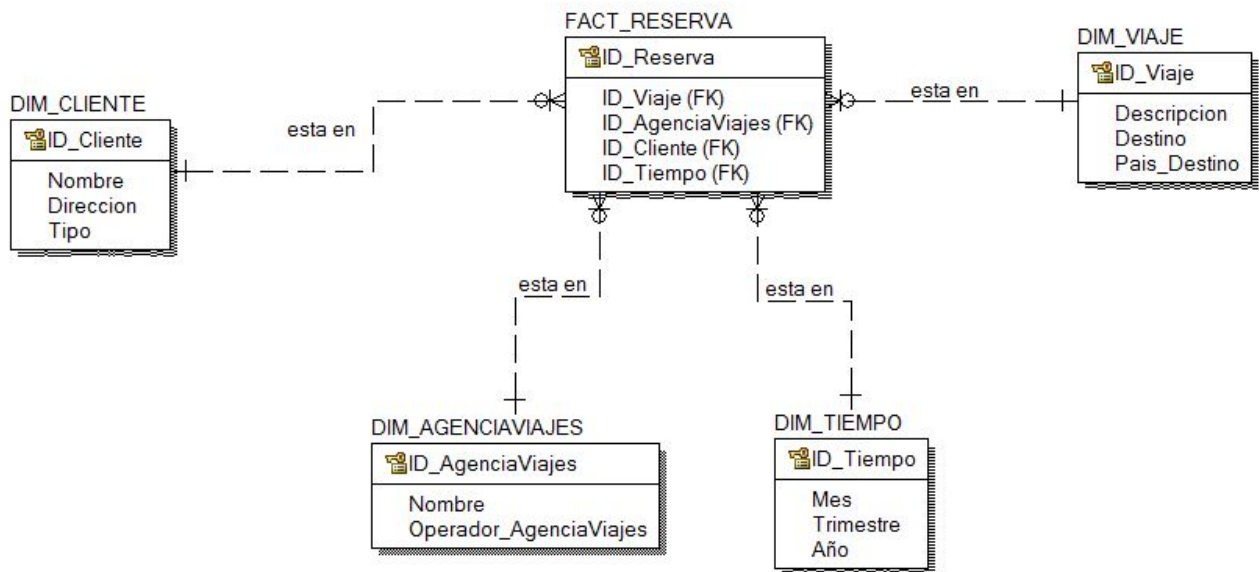 FACT_RESERVA
ID_Reserva
ID_Viaje (FK)
ID_AgenciaViajes (FK)
ID_Cliente (FK)
ID_Tiempo (FK)
DIM_VIAJE
ID_Viaje
Descripcion
Destino
Pais_Destino
DIM_CLIENTE
ID_Cliente
Nombre
Direccion
Tipo
esta en
esta en
esta en
esta en
DIM_AGENCIAVIAJES
ID_AgenciaViajes
Nombre
Operador_AgenciaViajes
DIM_TIEMPO
ID_Tiempo
Mes
Trimestre
Año